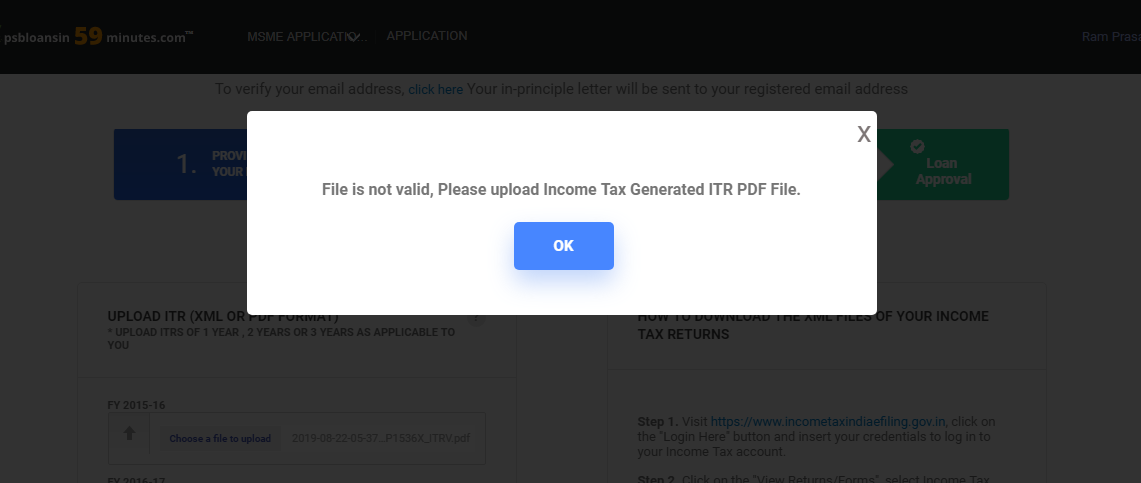 psbloansin 59 minutes.com™
MSME APPLICATIO...
APPLICATION
Ram Prasa
To verify your email address, click here Your in-principle letter will be sent to your registered email address
X
1.
PROVI
YOUR
Loan
Approval
File is not valid, Please upload Income Tax Generated ITR PDF File.
OK
UPLOAD ITR (XML OR PDF FORMAT)
?
* UPLOAD ITRS OF 1 YEAR , 2 YEARS OR 3 YEARS AS APPLICABLE TO
YOU
FY 2015-16
Choose a file to upload
2019-08-22-05-37...P1536X_ITRV.pdf
FY 2016-17
HOW TO DOWNLOAD THE XML FILES OF YOUR INCOME
TAX RETURNS
Step 1. Visit https://www.incometaxindiaefiling.gov.in, click on
the "Login Here" button and insert your credentials to log in to
your Income Tax account.
Step 2. Click on the "View Returns/Forms", select Income Tax